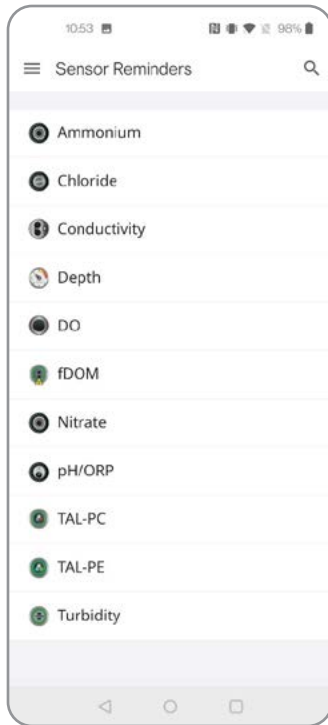 10:53 98%
Sensor Reminders
Ammonium
Chloride
Conductivity
Depth
DO
fDOM
Nitrate
pH/ORP
TAL-PC
TAL-PE
Turbidity